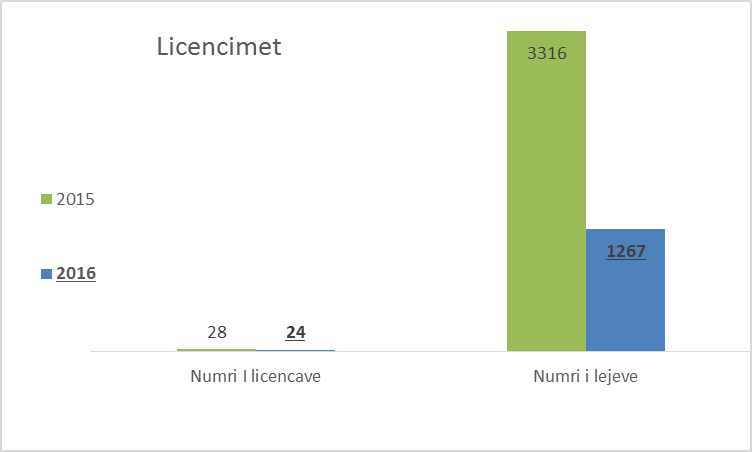 Licencimet
2015
2016
28
24
3316
1267
Numri I licencave
Numri i lejeve